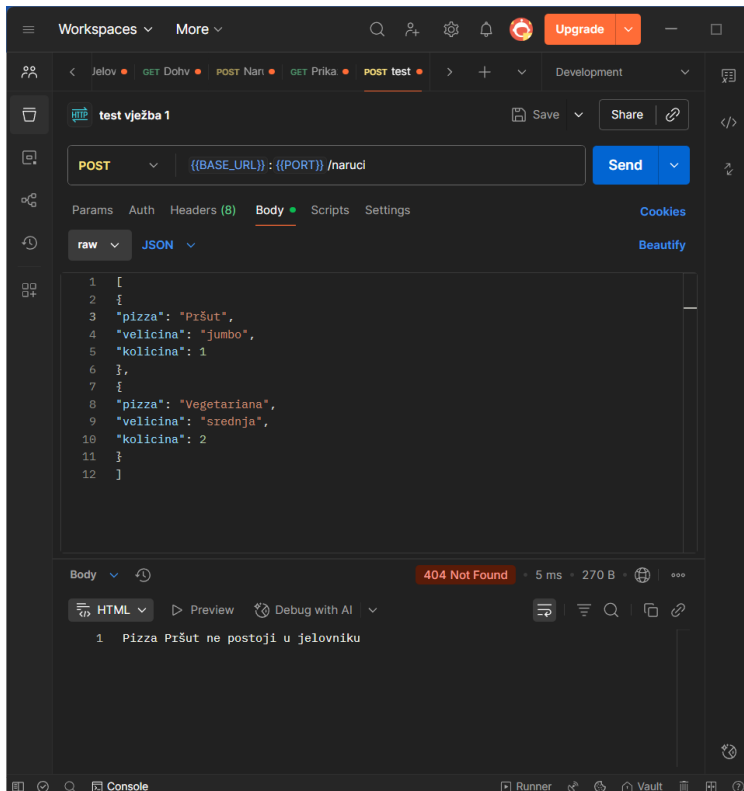 Workspaces More Upgrade
Jelov GET Dohv POST Naru GET Prika POST test Development
HTTP test vježba 1 Save Share
POST {{BASE_URL}} : {{PORT}} /naruci Send
Params Auth Headers (8) Body Scripts Settings Cookies
raw JSON Beautify
1 [
2 {
3 "pizza": "Pršut",
4 "velicina": "jumbo",
5 "kolicina": 1
6 },
7 {
8 "pizza": "Vegetariana",
9 "velicina": "srednja",
10 "kolicina": 2
11 }
12 ]
Body 404 Not Found 5 ms 270 B
HTML Preview Debug with AI
1 Pizza Pršut ne postoji u jelovniku
Console Runner Vault